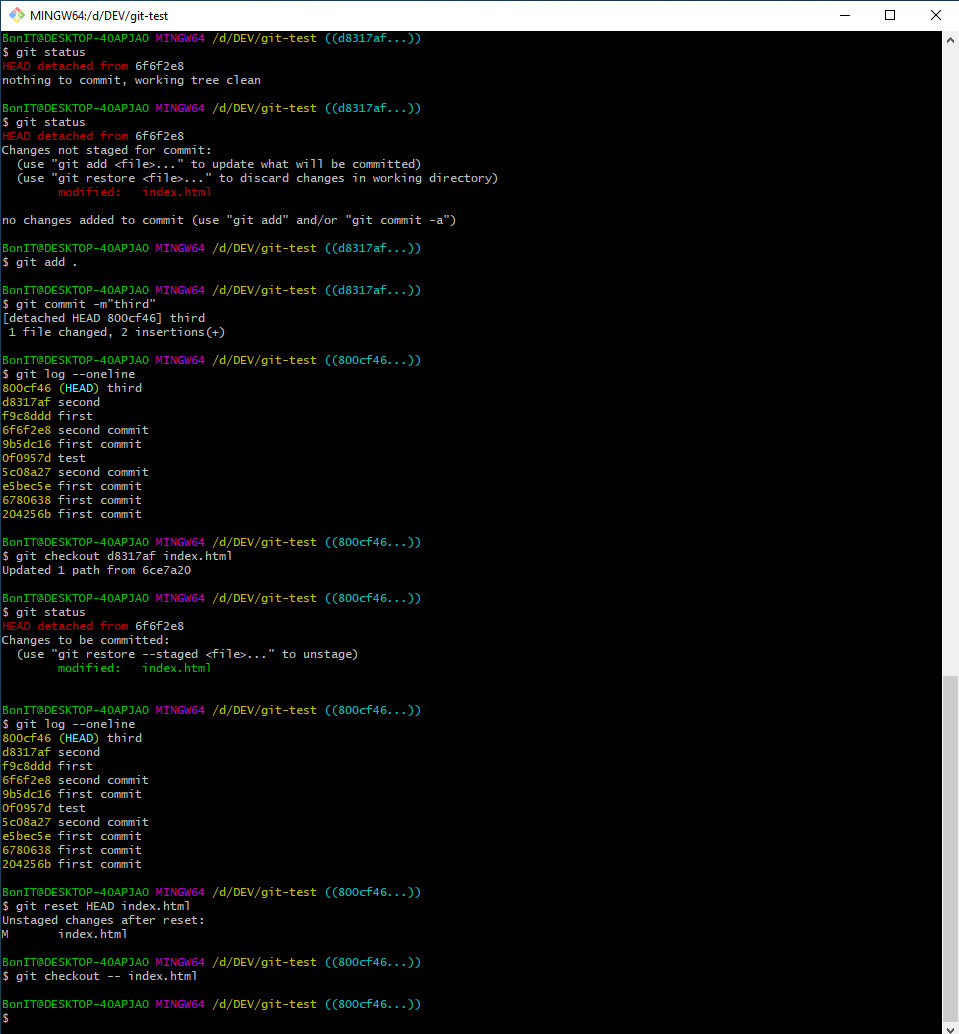 MINGW64:/d/DEV/git-test
BonIT@DESKTOP-4OAPJAO MINGW64 /d/DEV/git-test ((d8317af...))
$ git status
HEAD detached from 6f6f2e8
nothing to commit, working tree clean
BonIT@DESKTOP-4OAPJAO MINGW64 /d/DEV/git-test ((d8317af...))
$ git status
HEAD detached from 6f6f2e8
Changes not staged for commit:
  (use "git add <file>..." to update what will be committed)
  (use "git restore <file>..." to discard changes in working directory)
        modified:   index.html
no changes added to commit (use "git add" and/or "git commit -a")
BonIT@DESKTOP-4OAPJAO MINGW64 /d/DEV/git-test ((d8317af...))
$ git add .
BonIT@DESKTOP-4OAPJAO MINGW64 /d/DEV/git-test ((d8317af...))
$ git commit -m"third"
[detached HEAD 800cf46] third
 1 file changed, 2 insertions(+)
BonIT@DESKTOP-4OAPJAO MINGW64 /d/DEV/git-test ((800cf46...))
$ git log --oneline
800cf46 (HEAD) third
d8317af second
f9c8ddd first
6f6f2e8 second commit
9b5dc16 first commit
0f0957d test
5c08a27 second commit
e5bec5e first commit
6780638 first commit
204256b first commit
BonIT@DESKTOP-4OAPJAO MINGW64 /d/DEV/git-test ((800cf46...))
$ git checkout d8317af index.html
Updated 1 path from 6ce7a20
BonIT@DESKTOP-4OAPJAO MINGW64 /d/DEV/git-test ((800cf46...))
$ git status
HEAD detached from 6f6f2e8
Changes to be committed:
  (use "git restore --staged <file>..." to unstage)
        modified:   index.html
BonIT@DESKTOP-4OAPJAO MINGW64 /d/DEV/git-test ((800cf46...))
$ git log --oneline
800cf46 (HEAD) third
d8317af second
f9c8ddd first
6f6f2e8 second commit
9b5dc16 first commit
0f0957d test
5c08a27 second commit
e5bec5e first commit
6780638 first commit
204256b first commit
BonIT@DESKTOP-4OAPJAO MINGW64 /d/DEV/git-test ((800cf46...))
$ git reset HEAD index.html
Unstaged changes after reset:
M       index.html
BonIT@DESKTOP-4OAPJAO MINGW64 /d/DEV/git-test ((800cf46...))
$ git checkout -- index.html
BonIT@DESKTOP-4OAPJAO MINGW64 /d/DEV/git-test ((800cf46...))
$